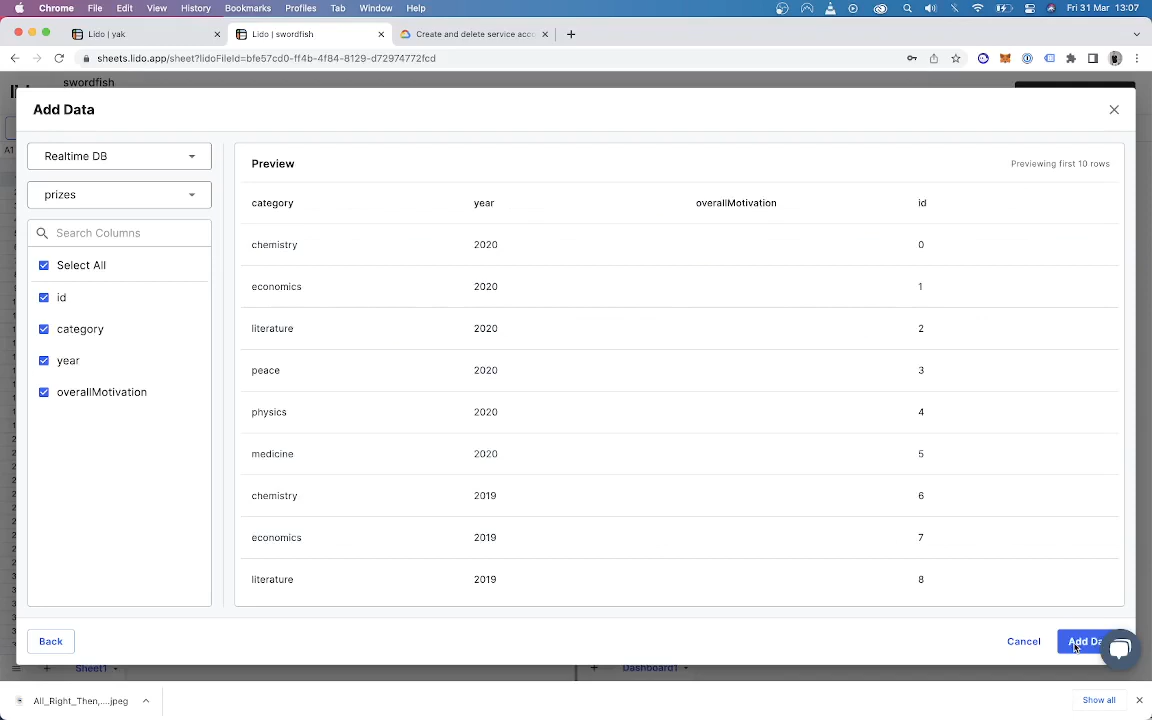 Chrome File Edit View History Bookmarks Profiles Tab Window Help Fri 31 Mar 13:07
Lido | yak Lido | swordfish Create and delete service acco
sheets.lido.app/sheet?lidoFileId=bfe57cd0-ff4b-4f84-8129-d72974772fcd
swordfish
Add Data
Realtime DB
prizes
Search Columns
Select All
id
category
year
overallMotivation
Preview Previewing first 10 rows
category year overallMotivation id
chemistry 2020 0
economics 2020 1
literature 2020 2
peace 2020 3
physics 2020 4
medicine 2020 5
chemistry 2019 6
economics 2019 7
literature 2019 8
Back Cancel Add Da
Sheet1 Dashboard1
All_Right_Then,....jpeg Show all